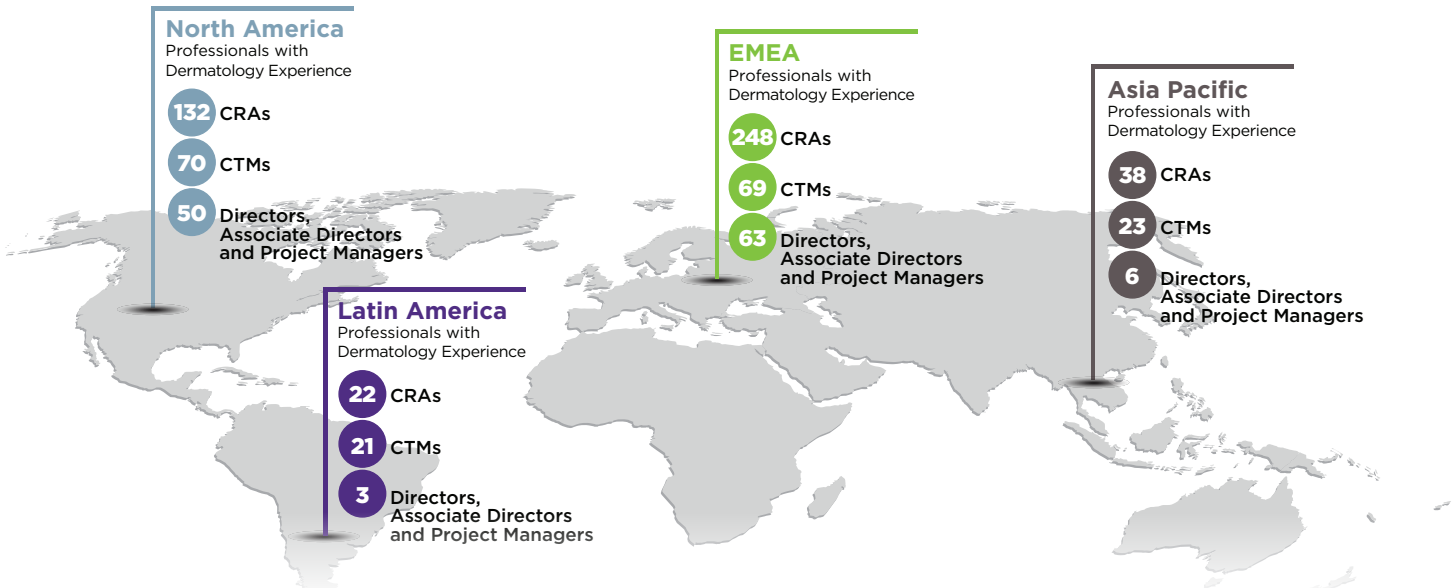 North America
Professionals with
Dermatology Experience
132 CRAs
70 CTMs
50 Directors,
Associate Directors
and Project Managers
Latin America
Professionals with
Dermatology Experience
22 CRAs
21 CTMs
3 Directors,
Associate Directors
and Project Managers
EMEA
Professionals with
Dermatology Experience
248 CRAs
69 CTMs
63 Directors,
Associate Directors
and Project Managers
Asia Pacific
Professionals with
Dermatology Experience
38 CRAs
23 CTMs
6 Directors,
Associate Directors
and Project Managers